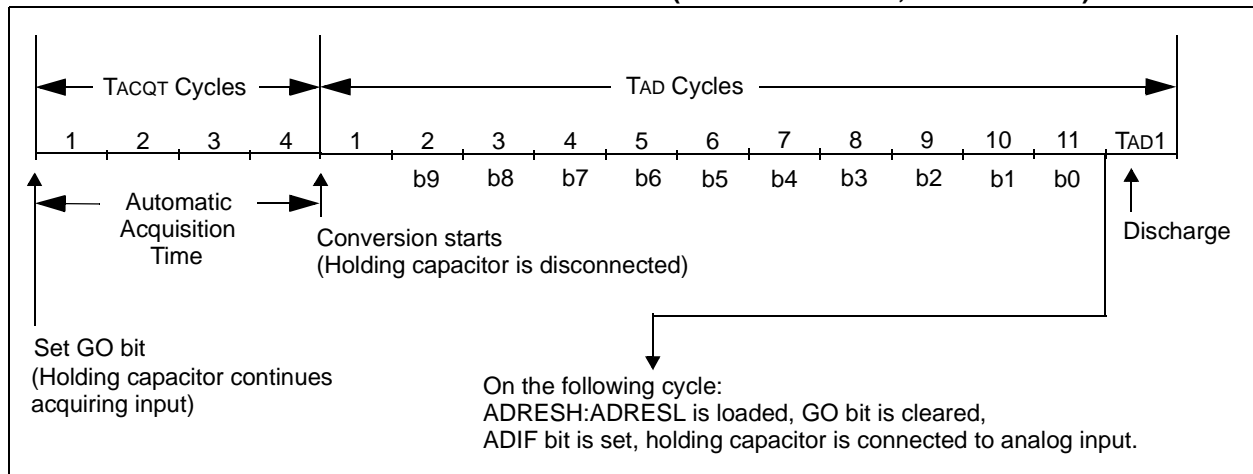 TACQT Cycles
TAD Cycles
1 2 3 4 1 2 3 4 5 6 7 8 9 10 11 TAD1
b9 b8 b7 b6 b5 b4 b3 b2 b1 b0
Automatic
Acquisition
Time
Conversion starts
(Holding capacitor is disconnected)
Discharge
Set GO bit
(Holding capacitor continues
acquiring input)
On the following cycle:
ADRESH:ADRESL is loaded, GO bit is cleared,
ADIF bit is set, holding capacitor is connected to analog input.